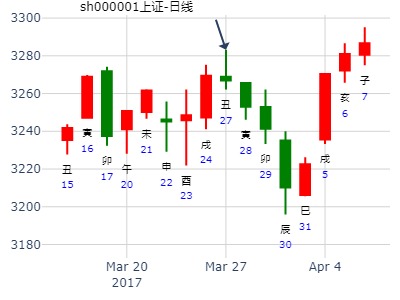 sh000001上证-日线
3300
3280
3260
3240
3220
3200
3180
丑
15
寅
16
卯
17
午
20
未
21
申
22
酉
23
戌
24
丑
27
寅
28
卯
29
辰
30
巳
31
戌
5
亥
6
子
7
Mar 20
2017
Mar 27
Apr 4